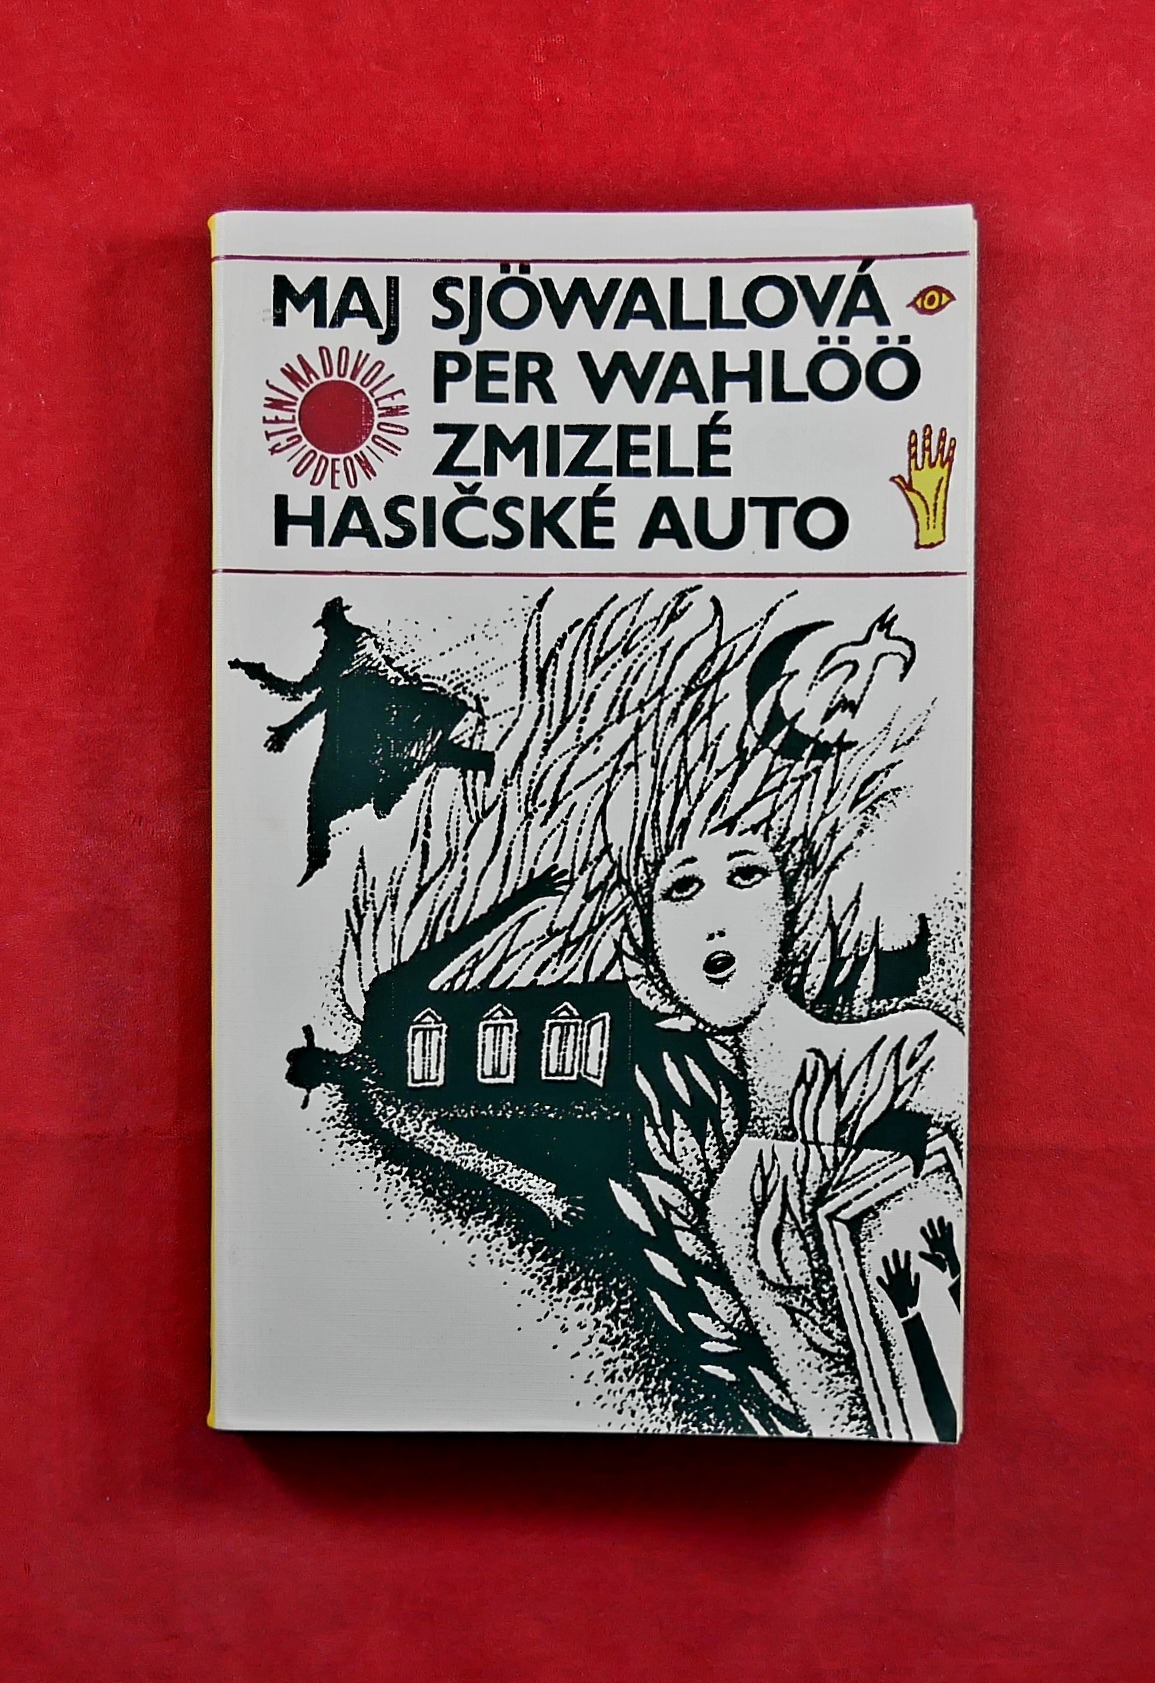 MAJ SJÖWALLOVÁ
PER WAHLÖÖ
ZMIZELÉ
HASIČSKÉ AUTO
ČTENÍ NA DOVOLENOU
ODEON